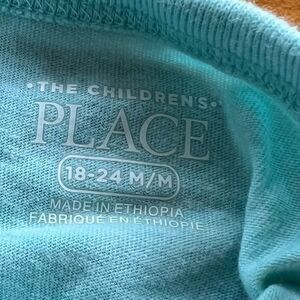 • THE CHILDREN'S •
PLACE
18-24 M/M
MADE IN ETHIOPIA
FABRIQUÉ EN ÉTHIOPIE